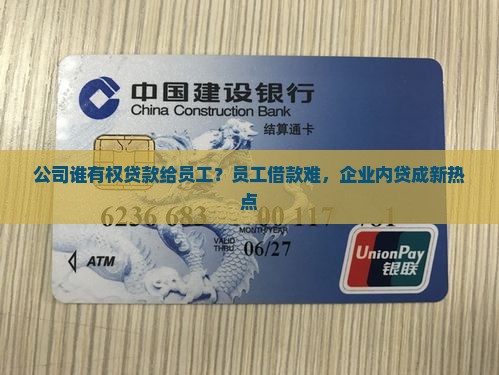 中国建设银行
China Construction Bank
结算通卡
公司谁有权贷款给员工？员工借款难，企业内贷成新热
点
MONTH/YEAR
VALID
THRU
06/27
ATM
UnionPay
银联